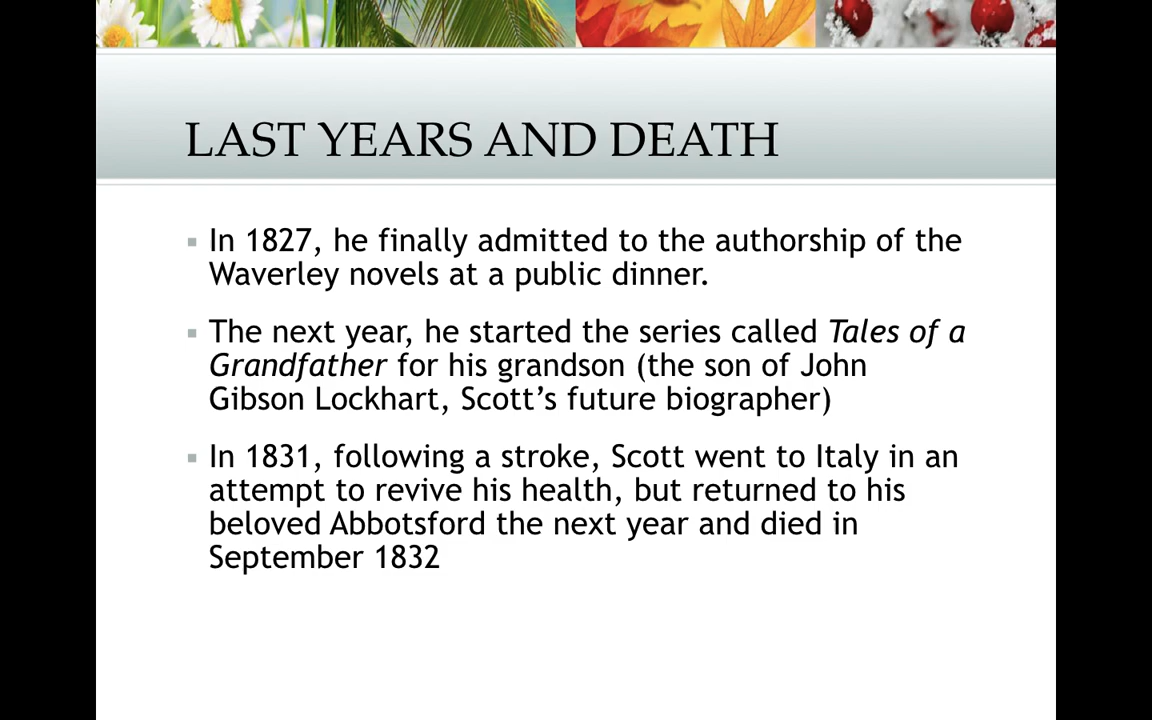 LAST YEARS AND DEATH
In 1827, he finally admitted to the authorship of the
Waverley novels at a public dinner.
The next year, he started the series called Tales of a
Grandfather for his grandson (the son of John
Gibson Lockhart, Scott’s future biographer)
In 1831, following a stroke, Scott went to Italy in an
attempt to revive his health, but returned to his
beloved Abbotsford the next year and died in
September 1832